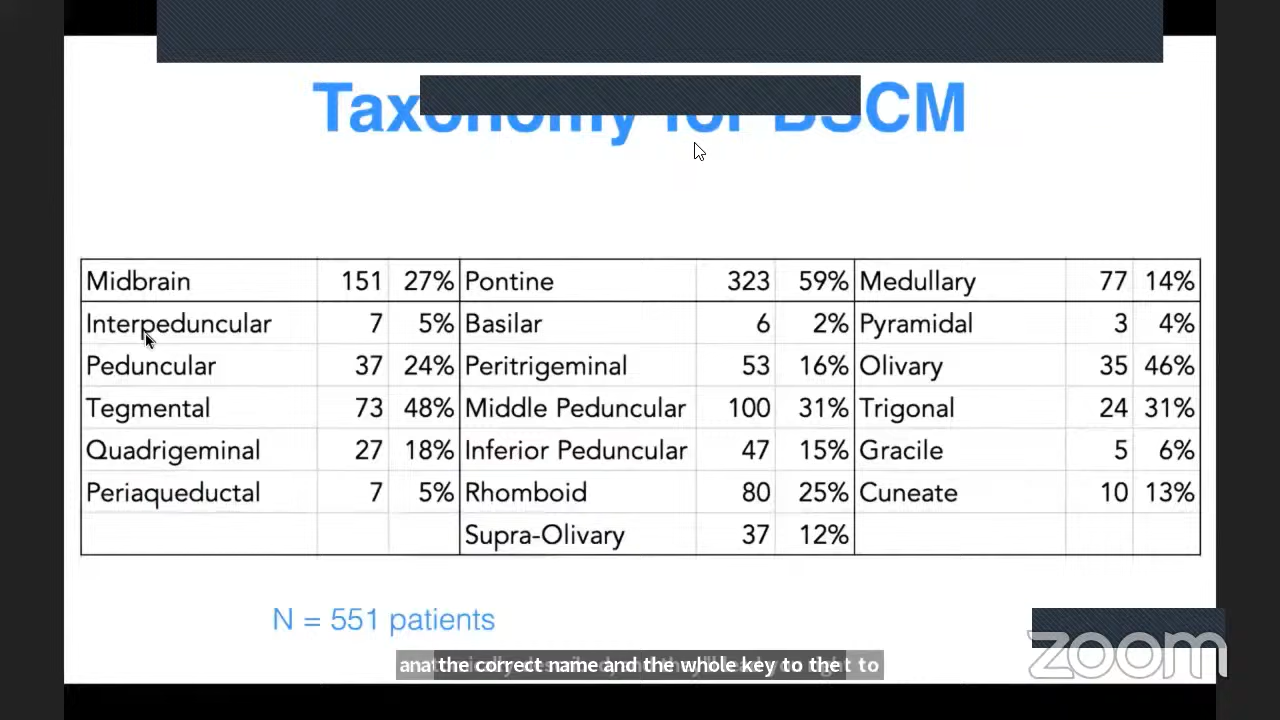 Taxonomy for BSCM
Midbrain 151 27% Pontine 323 59% Medullary 77 14%
Interpeduncular 7 5% Basilar 6 2% Pyramidal 3 4%
Peduncular 37 24% Peritrigeminal 53 16% Olivary 35 46%
Tegmental 73 48% Middle Peduncular 100 31% Trigonal 24 31%
Quadrigeminal 27 18% Inferior Peduncular 47 15% Gracile 5 6%
Periaqueductal 7 5% Rhomboid 80 25% Cuneate 10 13%
Supra-Olivary 37 12%
N = 551 patients
the correct name and the whole key to the
zoom